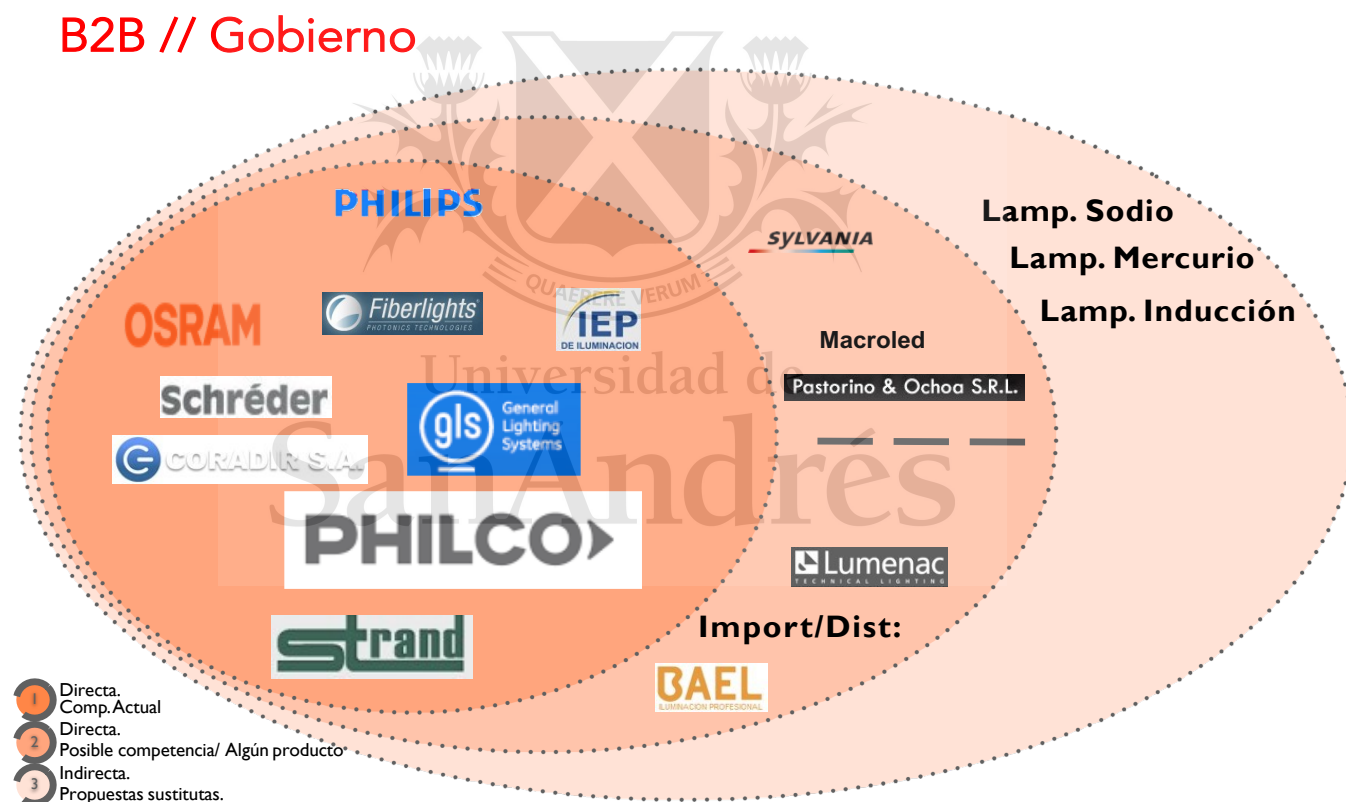 B2B // Gobierno
QUAERERE VERUM
Universidad de
SanAndrés
PHILIPS
SYLVANIA
Lamp. Sodio
Lamp. Mercurio
Lamp. Inducción
OSRAM
Fiberlights
PHOTONICS TECHNOLOGIES
IEP
DE ILUMINACION
Macroled
Schréder
gls
General
Lighting
Systems
Pastorino & Ochoa S.R.L.
CORADIR S.A.
PHILCO
Lumenac
TECHNICAL LIGHTING
Strand
Import/Dist:
BAEL
ILUMINACION PROFESIONAL
1
Directa.
Comp. Actual
2
Directa.
Posible competencia/ Algún producto
3
Indirecta.
Propuestas sustitutas.